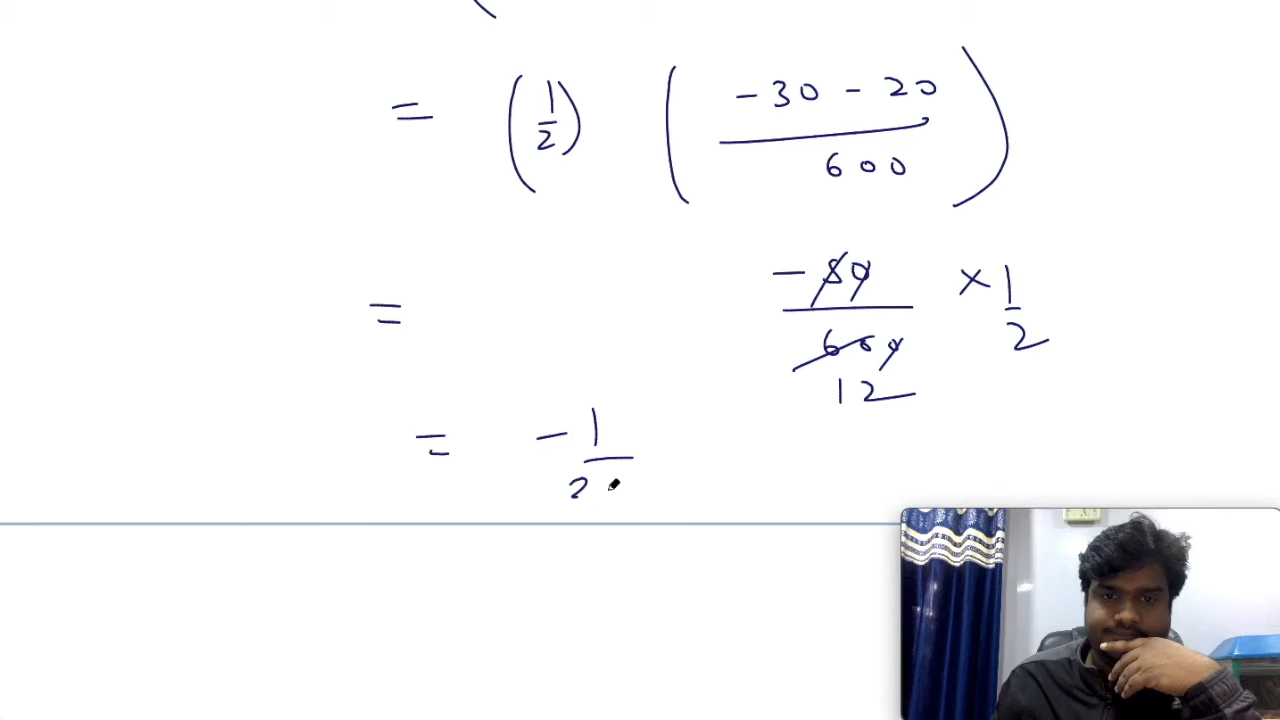 = (1/2) ( -30 - 20 / 600 )
= -50 / 600 × 1/2
12
= -1 / 2